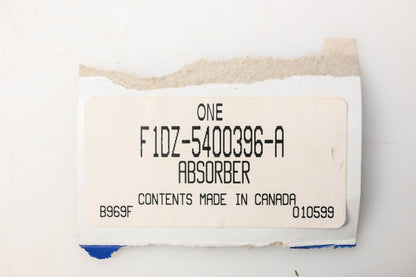 ONE
F1DZ-5400396-A
ABSORBER
CONTENTS MADE IN CANADA
B969F 010599